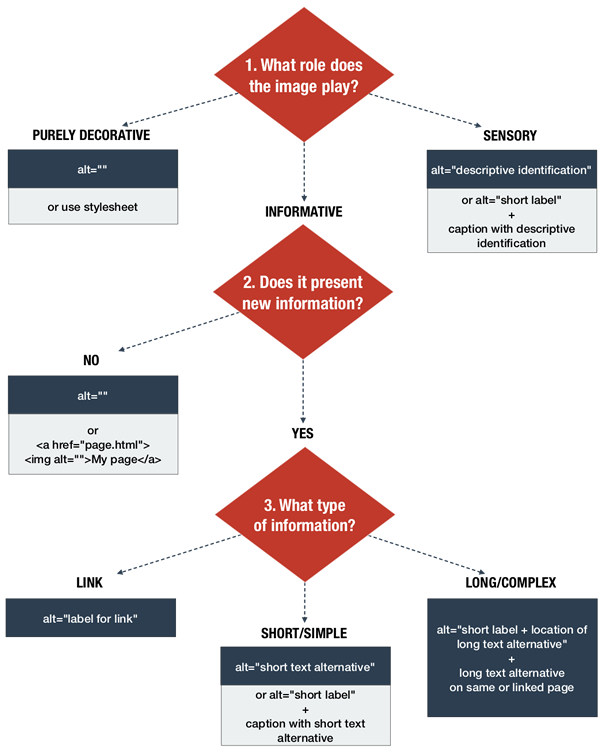 1. What role does
the image play?
PURELY DECORATIVE
alt=""
or use stylesheet
INFORMATIVE
SENSORY
alt="descriptive identification"
or alt="short label"
+
caption with descriptive
identification
2. Does it present
new information?
NO
alt=""
or
<a href="page.html">
<img alt="">My page</a>
YES
3. What type
of information?
LINK
alt="label for link"
SHORT/SIMPLE
alt="short text alternative"
or alt="short label"
+
caption with short text
alternative
LONG/COMPLEX
alt="short label + location of
long text alternative"
+
long text alternative
on same or linked page